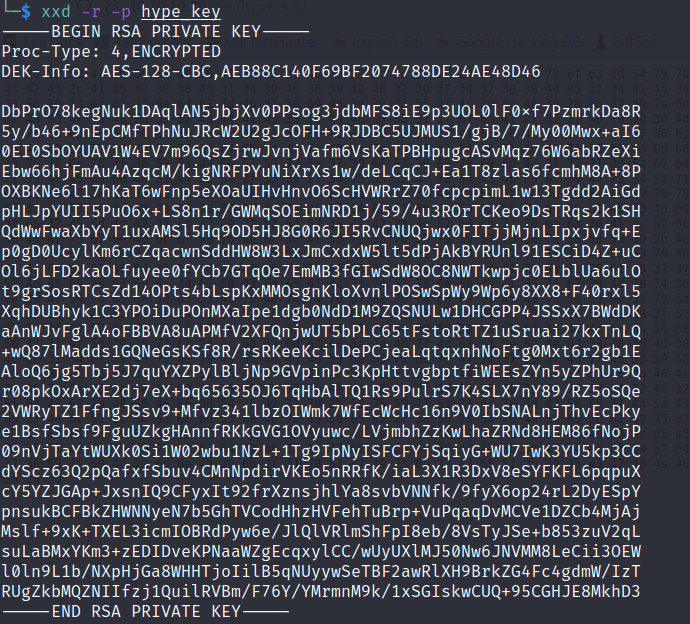 └─$ xxd -r -p hype_key
-----BEGIN RSA PRIVATE KEY-----
Proc-Type: 4,ENCRYPTED
DEK-Info: AES-128-CBC,AEB88C140F69BF2074788DE24AE48D46
DbPrO78kegNuk1DAqlAN5jbjXv0PPsog3jdbMFS8iE9p3UOL0lF0xf7PzmrkDa8R
5y/b46+9nEpCMfTPhNuJRcW2U2gJcOFH+9RJDBC5UJMUS1/gjB/7/My00Mwx+aI6
0EI0SbOYUAV1W4EV7m96QsZjrwJvnjVafm6VsKaTPBHpugcASvMqz76W6abRZeXi
Ebw66hjFmAu4AzqcM/kigNRFPYuNiXrXs1w/deLCqCJ+Ea1T8zlas6fcmhM8A+8P
OXBKNe6l17hKaT6wFnp5eXOaUIHvHnvO6ScHVWRrZ70fcpcpimL1w13Tgdd2AiGd
pHLJpYUII5PuO6x+LS8n1r/GWMqSOEimNRD1j/59/4u3ROrTCKeo9DsTRqs2k1SH
QdWwFwaXbYyT1uxAMSl5Hq9OD5HJ8G0R6JI5RvCNUQjwx0FITjjMjnLIpxjvfq+E
p0gD0UcylKm6rCZqacwnSddHW8W3LxJmCxdxW5lt5dPjAkBYRUnl91ESCiD4Z+uC
Ol6jLFD2kaOLfuyee0fYCb7GTqOe7EmMB3fGIwSdW8OC8NWTkwpjc0ELblUa6ulO
t9grSosRTCsZd14OPts4bLspKxMMOsgnKloXvnlPOSwSpWy9Wp6y8XX8+F40rxl5
XqhDUBhyk1C3YPOiDuPOnMXaIpe1dgb0NdD1M9ZQSNULw1DHCGPP4JSSxX7BWdDK
aAnWJvFglA4oFBBVA8uAPMfV2XFQnjwUT5bPLC65tFstoRtTZ1uSruai27kxTnLQ
+wQ87lMadds1GQNeGsKSf8R/rsRKeeKcilDePCjeaLqtqxnhNoFtg0Mxt6r2gb1E
AloQ6jg5Tbj5J7quYXZPylBljNp9GVpinPc3KpHttvgbptfiWEEsZYn5yZPhUr9Q
r08pkOxArXE2dj7eX+bq65635OJ6TqHbAlTQ1Rs9PulrS7K4SLX7nY89/RZ5oSQe
2VWRyTZ1FfngJSsv9+Mfvz341lbzOIWmk7WfEcWcHc16n9V0IbSNALnjThvEcPky
e1BsfSbsf9FguUZkgHAnnfRKkGVG1OVyuwc/LVjmbhZzKwLhaZRNd8HEM86fNojP
09nVjTaYtWUXk0Si1W02wbu1NzL+1Tg9IpNyISFCFYjSqiyG+WU7IwK3YU5kp3CC
dYScz63Q2pQafxfSbuv4CMnNpdirVKEo5nRRfK/iaL3X1R3DxV8eSYFKFL6pqpuX
cY5YZJGAp+JxsnIQ9CFyxIt92frXznsjhlYa8svbVNNfk/9fyX6op24rL2DyESpY
pnsukBCFBkZHWNNyeN7b5GhTVCodHhzHVFehTuBrp+VuPqaqDvMCVe1DZCb4MjAj
Mslf+9xK+TXEL3icmIOBRdPyw6e/JlQlVRlmShFpI8eb/8VsTyJSe+b853zuV2qL
suLaBMxYKm3+zEDIDveKPNaaWZgEcqxylCC/wUyUXlMJ50Nw6JNVMM8LeCii3OEW
l0ln9L1b/NXpHjGa8WHHTjoIilB5qNUyywSeTBF2awRlXH9BrkZG4Fc4gdmW/IzT
RUgZkbMQZNIIfzj1QuilRVBm/F76Y/YMrmnM9k/1xSGIskwCUQ+95CGHJE8MkhD3
-----END RSA PRIVATE KEY-----